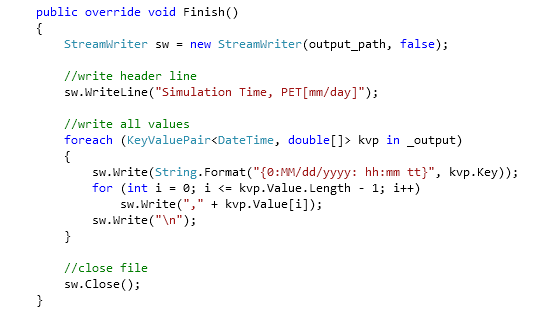 public override void Finish()
{
    StreamWriter sw = new StreamWriter(output_path, false);

    //write header line
    sw.WriteLine("Simulation Time, PET[mm/day]");

    //write all values
    foreach (KeyValuePair<DateTime, double[]> kvp in _output)
    {
        sw.Write(String.Format("{0:MM/dd/yyyy: hh:mm tt}", kvp.Key));
        for (int i = 0; i <= kvp.Value.Length - 1; i++)
            sw.Write("," + kvp.Value[i]);
        sw.Write("\n");
    }

    //close file
    sw.Close();
}